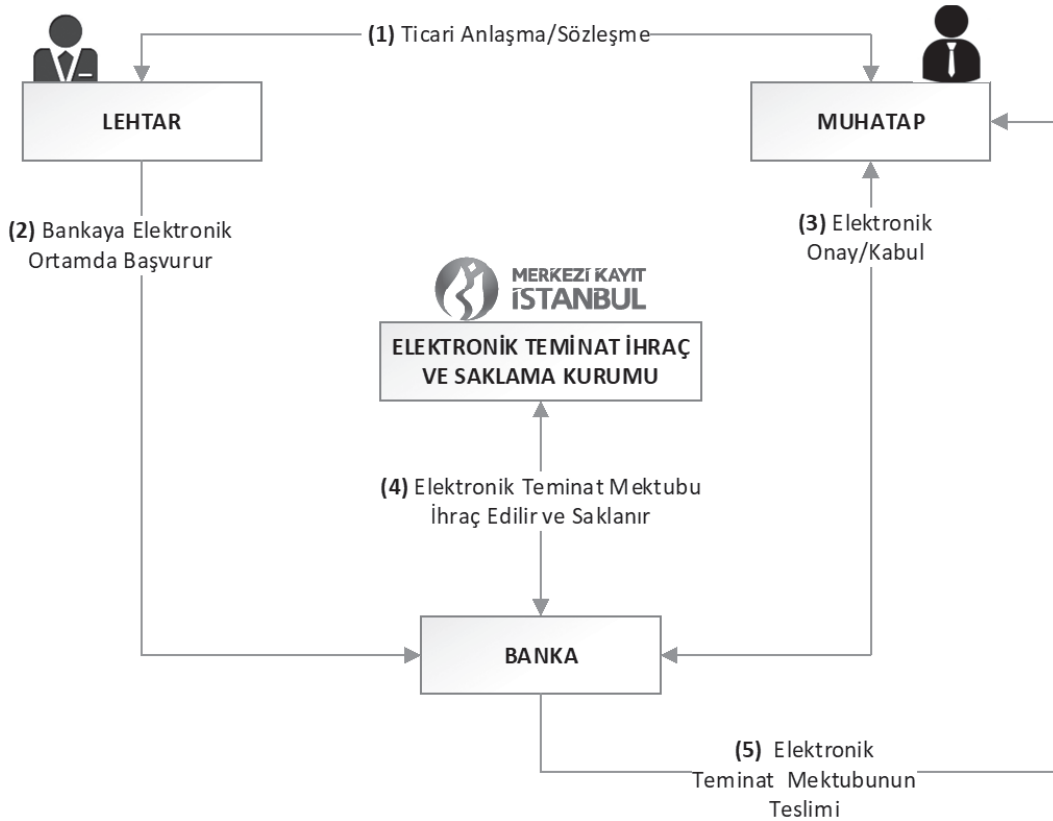 (1) Ticari Anlaşma/Sözleşme
LEHTAR
MUHATAP
(2) Bankaya Elektronik
Ortamda Başvurur
(3) Elektronik
Onay/Kabul
MERKEZİ KAYIT
İSTANBUL
ELEKTRONİK TEMİNAT İHRAÇ
VE SAKLAMA KURUMU
(4) Elektronik Teminat Mektubu
İhraç Edilir ve Saklanır
BANKA
(5) Elektronik
Teminat Mektubunun
Teslimi